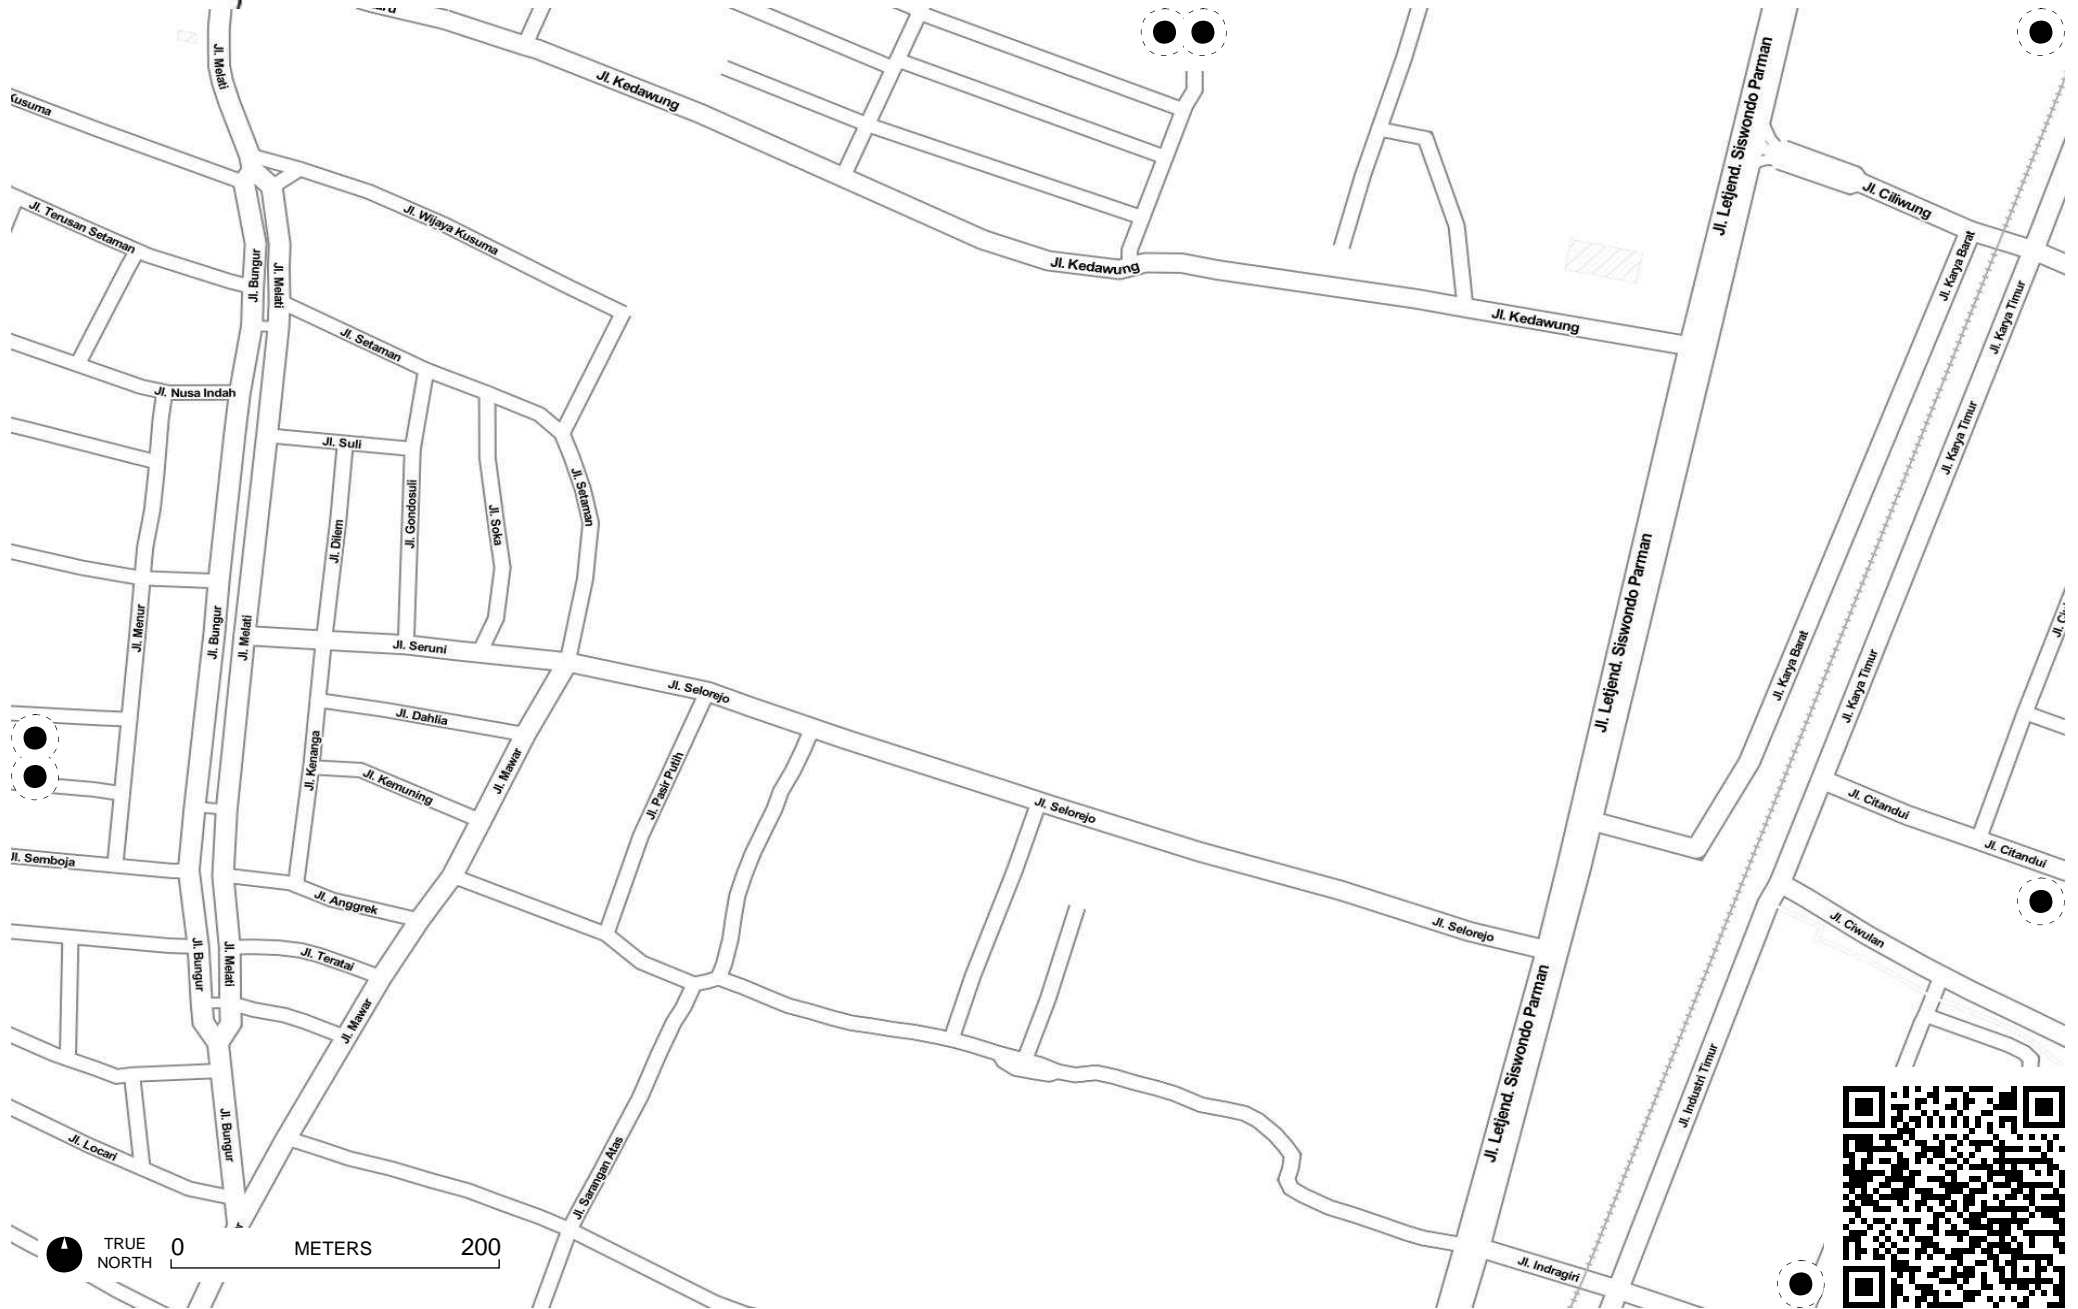 Jl. Melati
Kusuma
Jl. Kedawung
Jl. Letjend. Siswondo Parman
Jl. Ciliwung
Jl. Terusan Setaman
Jl. Wijaya Kusuma
Jl. Bungur
Jl. Melati
Jl. Kedawung
Jl. Karya Barat
Jl. Kedawung
Jl. Karya Timur
Jl. Setaman
Jl. Nusa Indah
Jl. Suli
Jl. Karya Timur
Jl. Gondosuli
Jl. Setaman
Jl. Soka
Jl. Dilem
Jl. Menur
Jl. Bungur
Jl. Melati
Jl. Seruni
Jl. Letjend. Siswondo Parman
Jl. Karya Barat
Jl. Karya Timur
Jl. Selorejo
Jl. Dahlia
Jl. Kenanga
Jl. Mawar
Jl. Pasir Putih
Jl. Kemuning
Jl. Selorejo
Jl. Citandui
Jl. Semboja
Jl. Citandui
Jl. Anggrek
Jl. Selorejo
Jl. Ciwulan
Jl. Bungur
Jl. Melati
Jl. Teratai
Jl. Mawar
Jl. Letjend. Siswondo Parman
Jl. Industri Timur
Jl. Bungur
Jl. Locari
Jl. Sarangan Atas
Jl. Indragiri
TRUE
NORTH
0 METERS 200